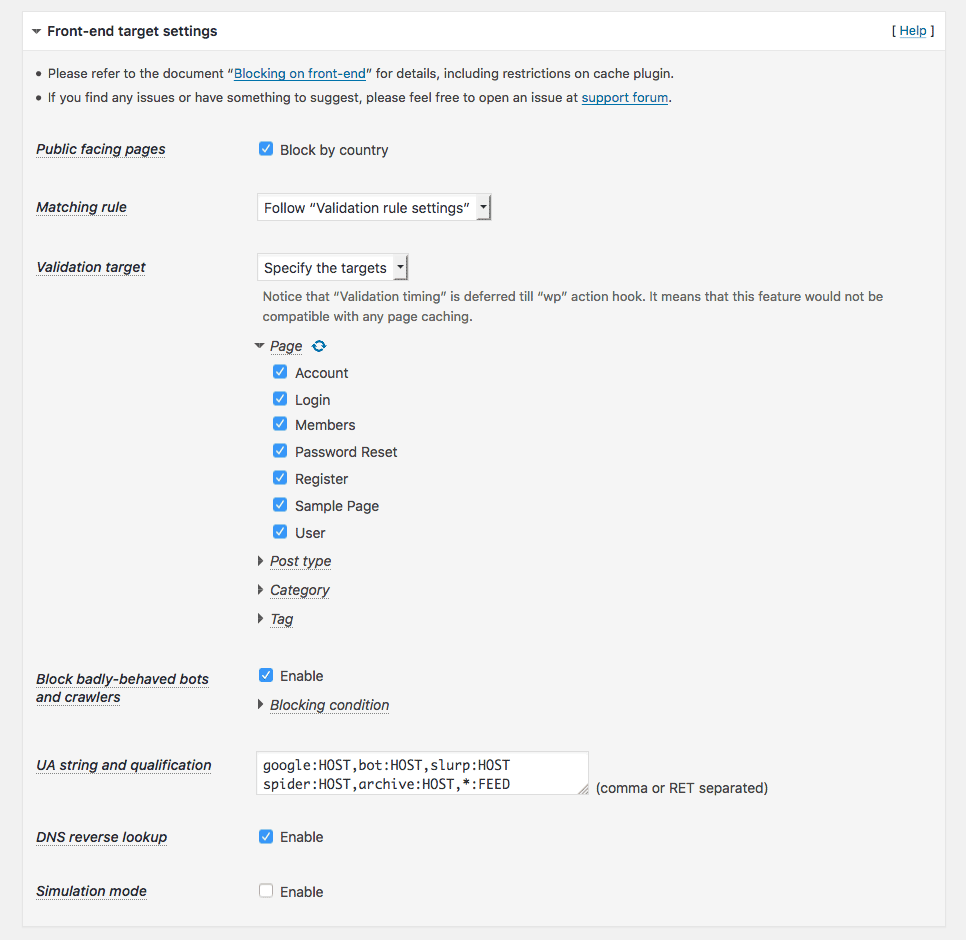 Front-end target settings [ Help ]
Please refer to the document “Blocking on front-end” for details, including restrictions on cache plugin.
If you find any issues or have something to suggest, please feel free to open an issue at support forum.
Public facing pages Block by country
Matching rule Follow “Validation rule settings”
Validation target Specify the targets
Notice that “Validation timing” is deferred till “wp” action hook. It means that this feature would not be
compatible with any page caching.
Page
Account
Login
Members
Password Reset
Register
Sample Page
User
Post type
Category
Tag
Block badly-behaved bots Enable
and crawlers
Blocking condition
UA string and qualification google:HOST,bot:HOST,slurp:HOST
spider:HOST,archive:HOST,*:FEED (comma or RET separated)
DNS reverse lookup Enable
Simulation mode Enable